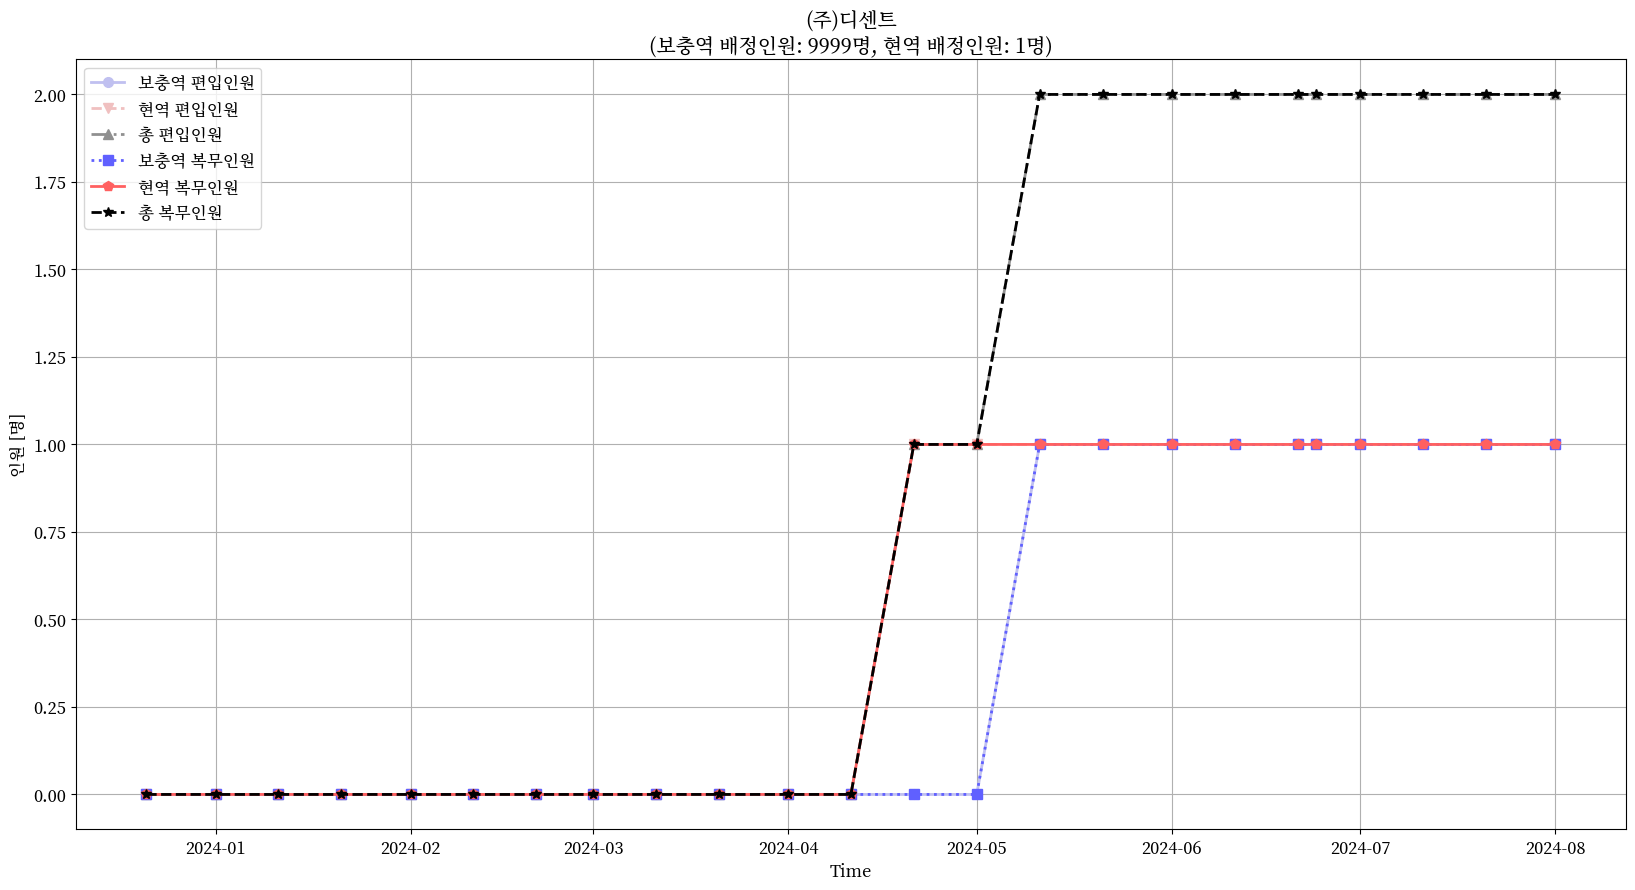 (주)디센트
(보충역 배정인원: 9999명, 현역 배정인원: 1명)
보충역 편입인원
현역 편입인원
총 편입인원
보충역 복무인원
현역 복무인원
총 복무인원
인원 [명]
2.00
1.75
1.50
1.25
1.00
0.75
0.50
0.25
0.00
2024-01 2024-02 2024-03 2024-04 2024-05 2024-06 2024-07 2024-08
Time